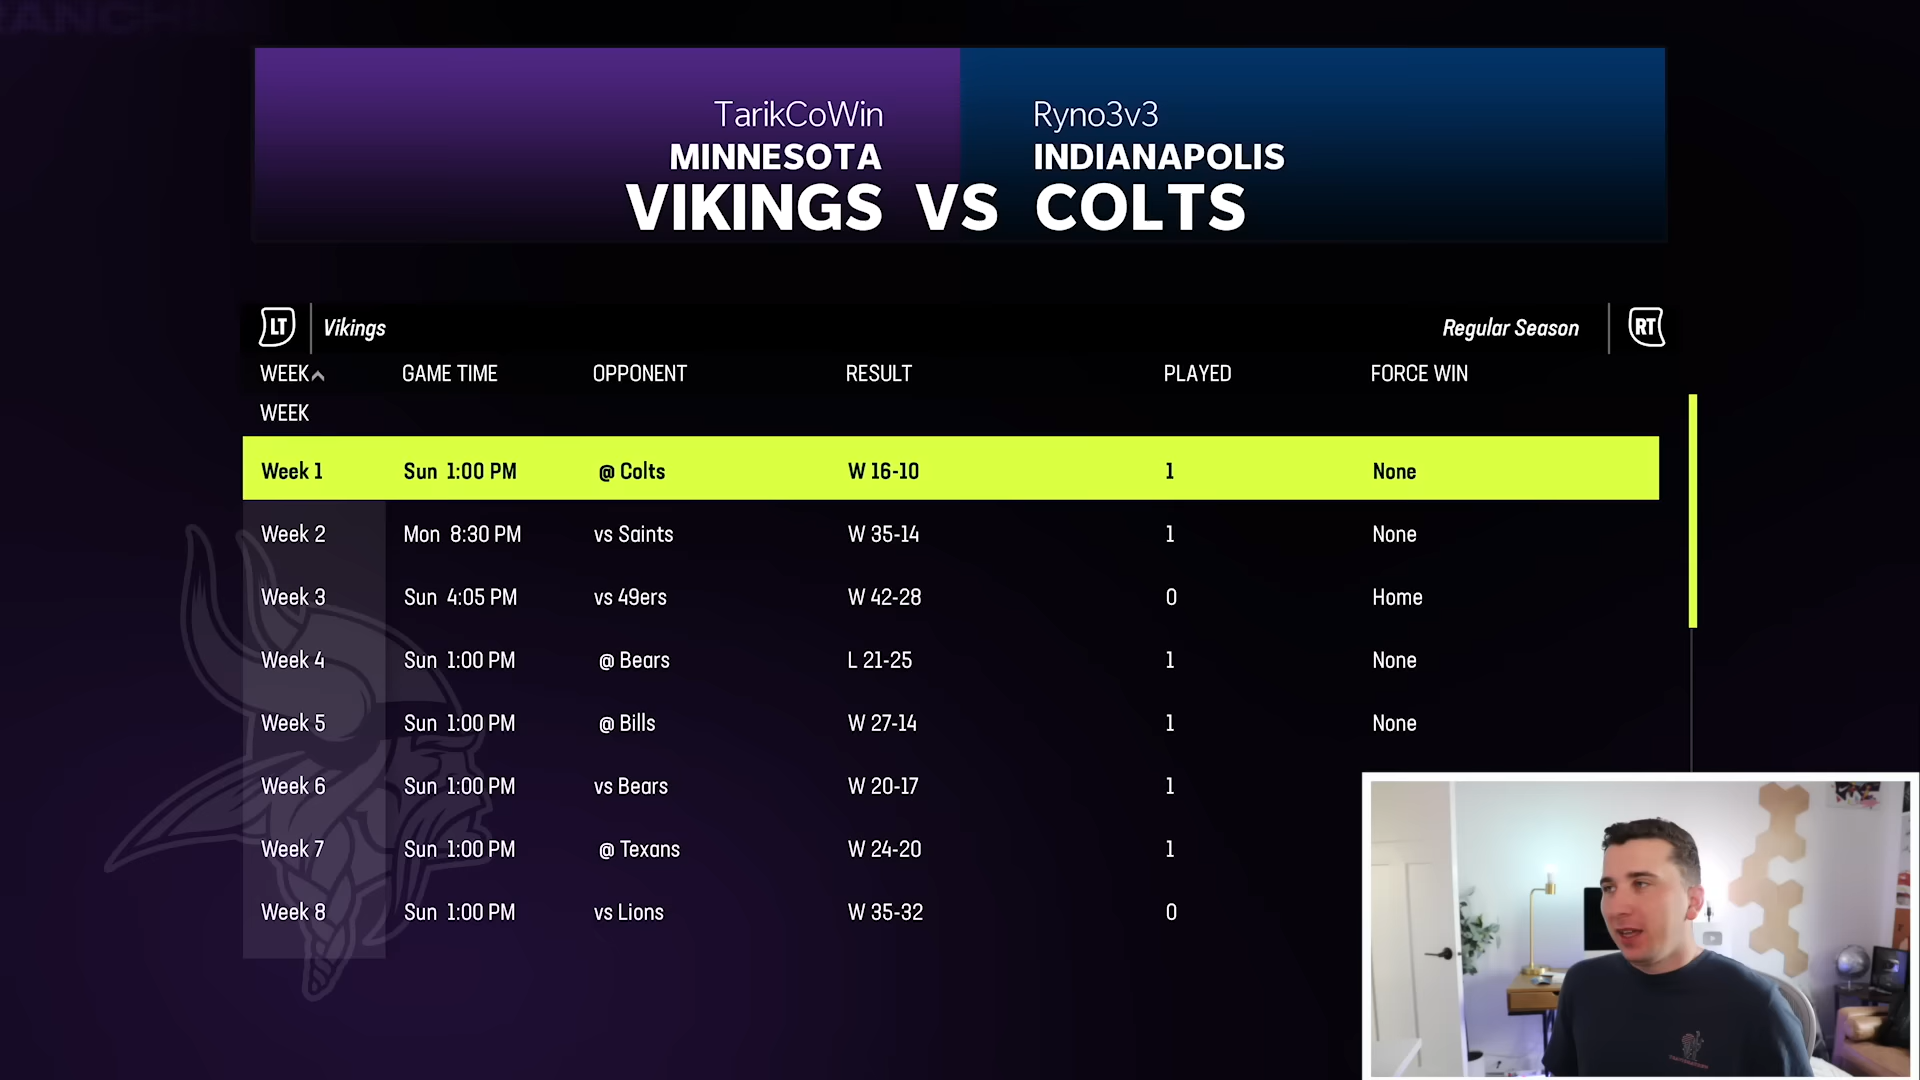 TarikCoWin
MINNESOTA
VIKINGS VS COLTS
Ryno3v3
INDIANAPOLIS
LT Vikings Regular Season RT
WEEK GAME TIME OPPONENT RESULT PLAYED FORCE WIN
WEEK
Week 1 Sun 1:00 PM @ Colts W 16-10 1 None
Week 2 Mon 8:30 PM vs Saints W 35-14 1 None
Week 3 Sun 4:05 PM vs 49ers W 42-28 0 Home
Week 4 Sun 1:00 PM @ Bears L 21-25 1 None
Week 5 Sun 1:00 PM @ Bills W 27-14 1 None
Week 6 Sun 1:00 PM vs Bears W 20-17 1
Week 7 Sun 1:00 PM @ Texans W 24-20 1
Week 8 Sun 1:00 PM vs Lions W 35-32 0